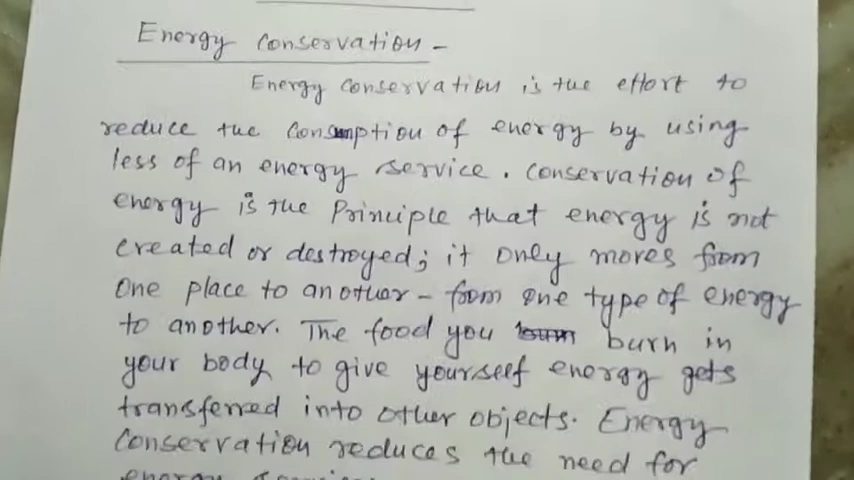 Energy Conservation -
Energy conservation is the effort to
reduce the consumption of energy by using
less of an energy service. Conservation of
energy is the Principle that energy is not
created or destroyed; it only moves from
one place to another - from one type of energy
to another. The food you burn in
your body to give yourself energy gets
transferred into other objects. Energy
Conservation reduces the need for
energy